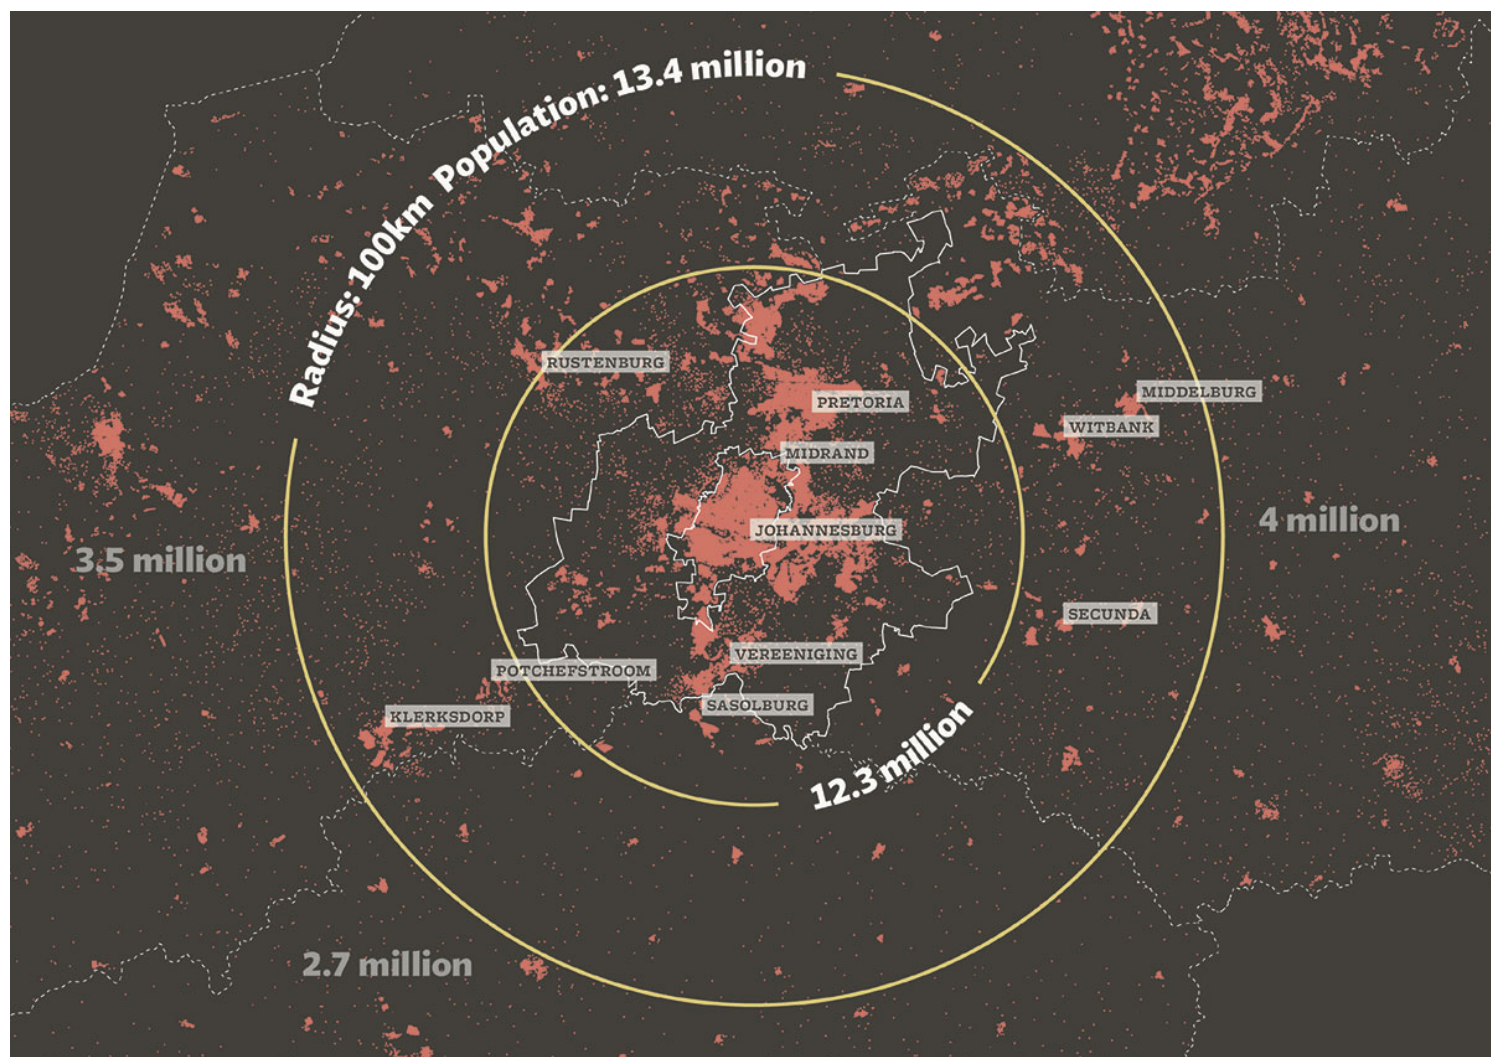 Radius: 100km Population: 13.4 million
RUSTENBURG
PRETORIA
MIDDELBURG
WITBANK
MIDRAND
4 million
JOHANNESBURG
3.5 million
SECUNDA
VEREENIGING
POTCHEFSTROOM
SASOLBURG
KLERKSDORP
12.3 million
2.7 million